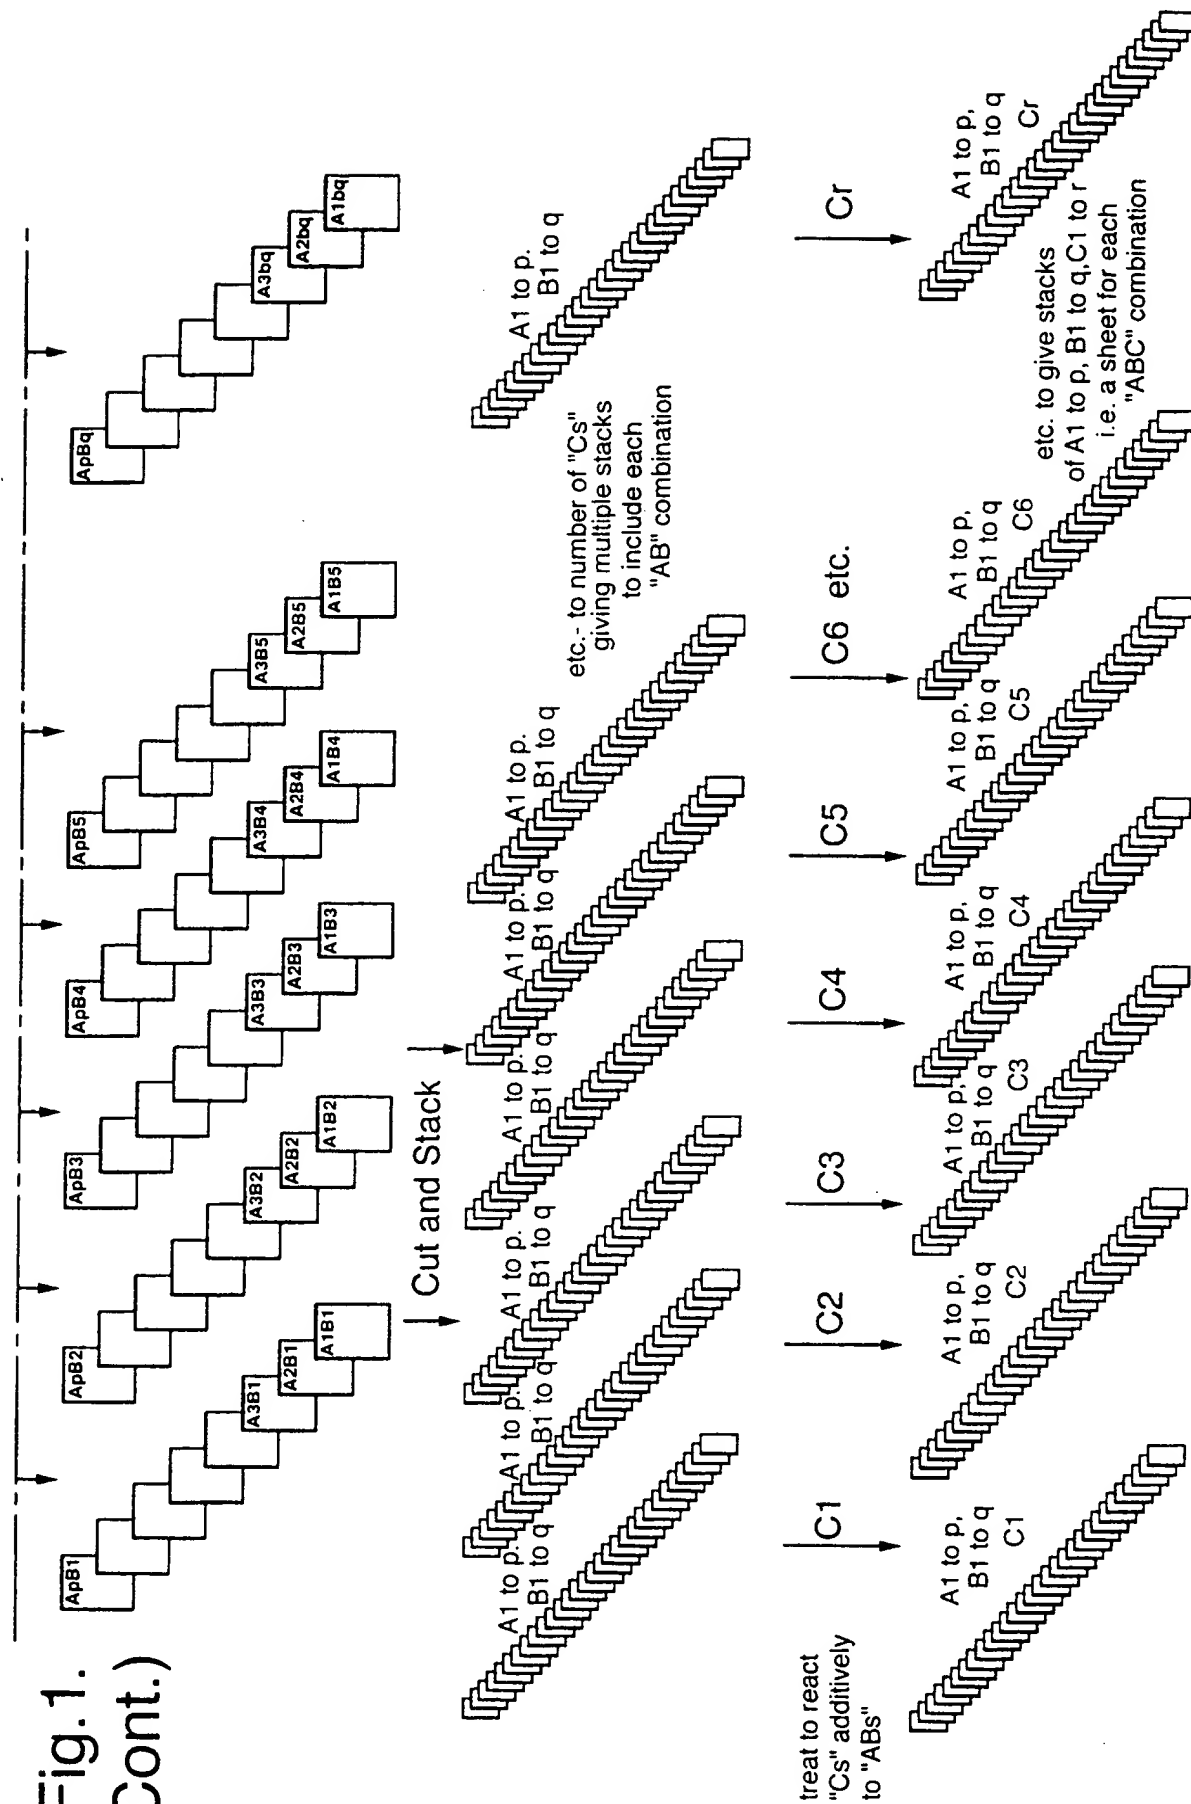 Fig.1.
Cont.)
ApB1
A3B1
A2B1
A1B1
ApB2
A3B2
A2B2
A1B2
ApB3
A3B3
A2B3
A1B3
ApB4
A3B4
A2B4
A1B4
ApB5
A3B5
A2B5
A1B5
ApBq
A3bq
A2bq
A1bq
Cut and Stack
A1 to p.
B1 to q
A1 to p.
B1 to q
A1 to p.
B1 to q
A1 to p.
B1 to q
A1 to p.
B1 to q
A1 to p.
B1 to q
etc.- to number of "Cs"
giving multiple stacks
to include each
"AB" combination
A1 to p.
B1 to q
treat to react
"Cs" additively
to "ABs"
C1
C2
C3
C4
C5
C6 etc.
Cr
A1 to p,
B1 to q
C1
A1 to p,
B1 to q
C2
A1 to p,
B1 to q
C3
A1 to p,
B1 to q
C4
A1 to p,
B1 to q
C5
A1 to p,
B1 to q
C6
etc. to give stacks
of A1 to p, B1 to q,C1 to r
i.e. a sheet for each
"ABC" combination
A1 to p,
B1 to q
Cr